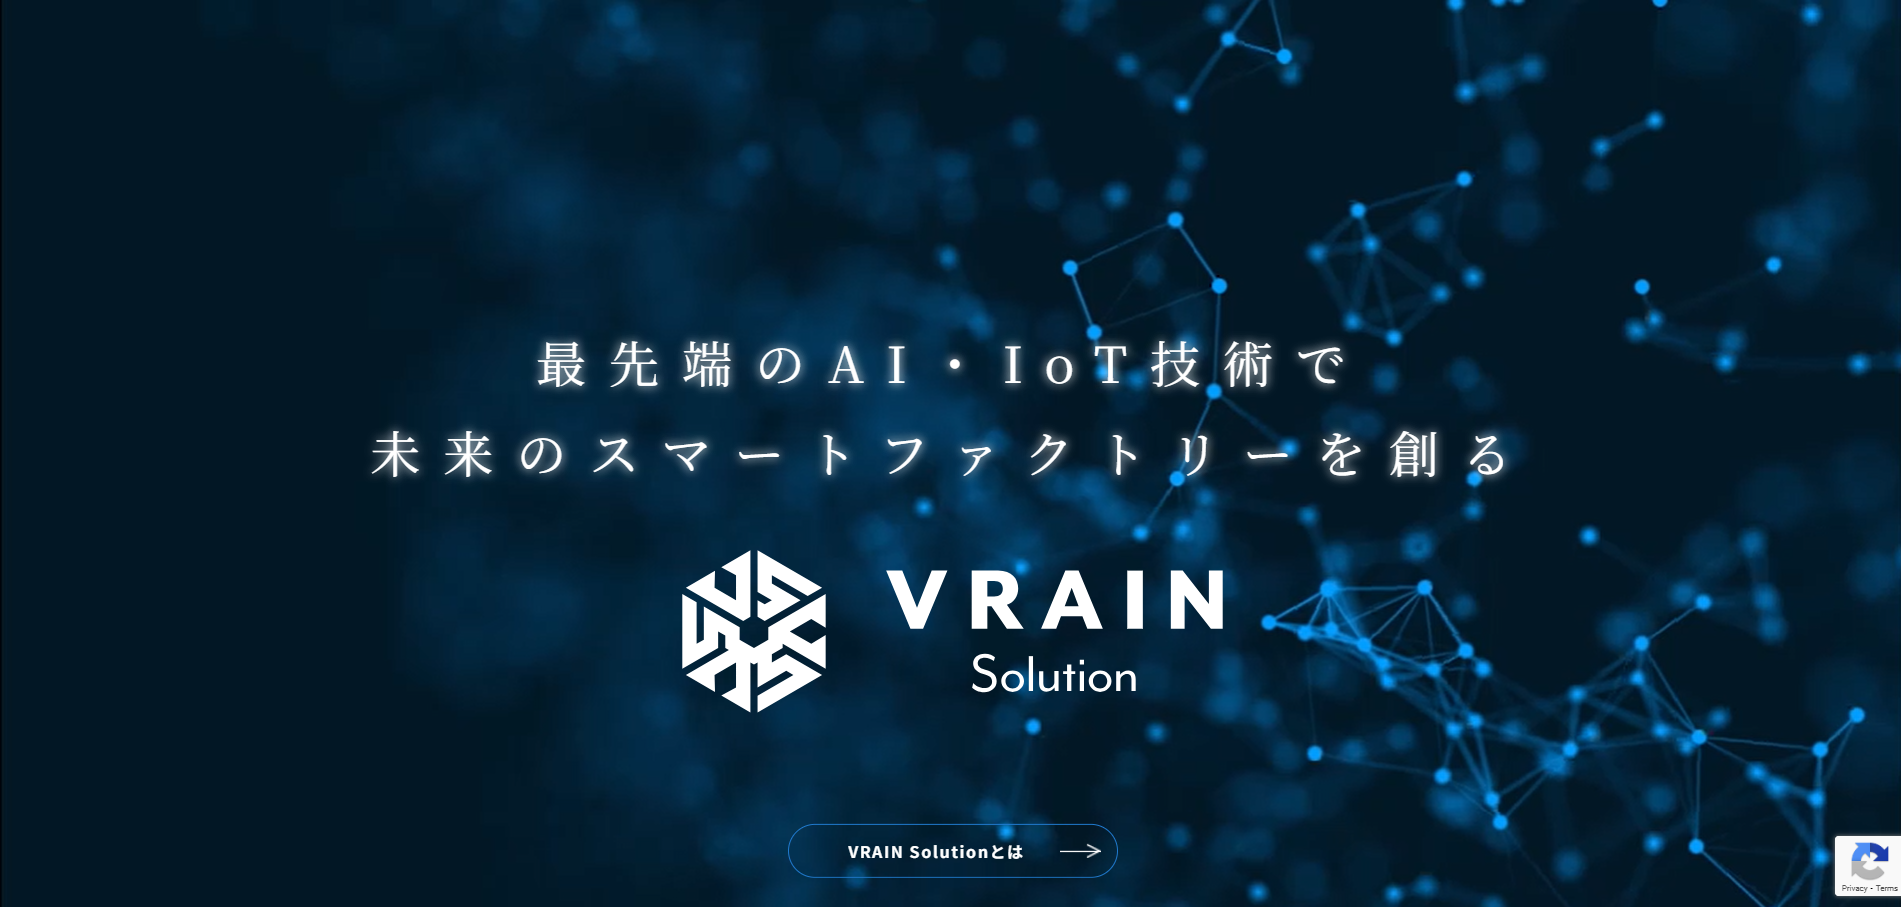 最先端のAI・IoT技術で
未来のスマートファクトリーを創る
VRAIN
Solution
VRAIN Solutionとは
Privacy - Terms